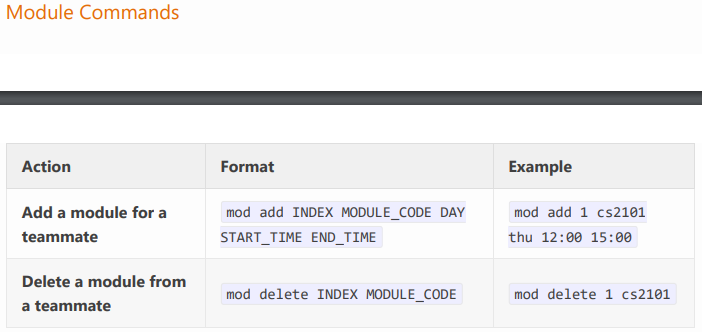 Module Commands
Action Format Example
Add a module for a mod add INDEX MODULE_CODE DAY mod add 1 cs2101
teammate START_TIME END_TIME thu 12:00 15:00
Delete a module from mod delete INDEX MODULE_CODE mod delete 1 cs2101
a teammate